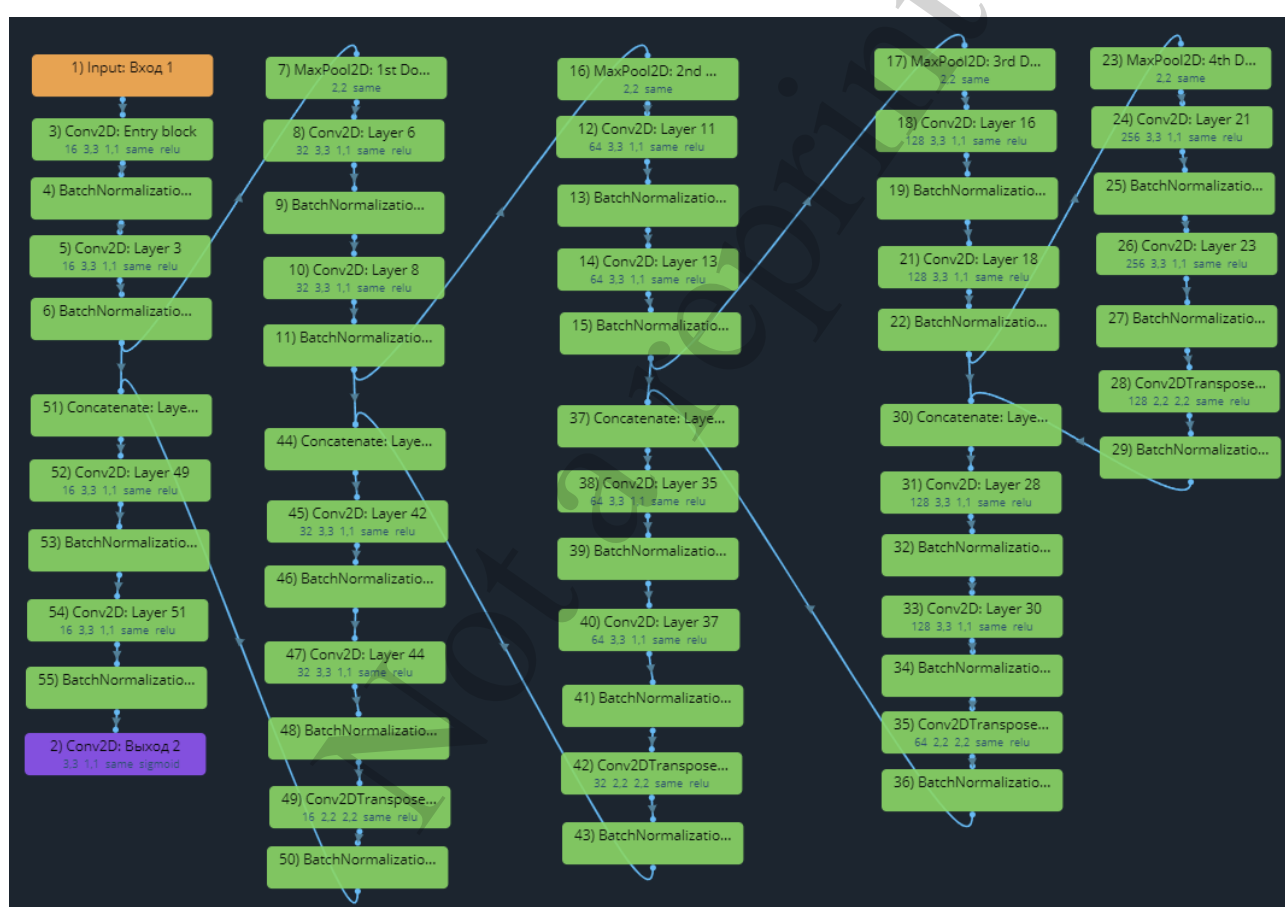 1) Input: Вход 1
3) Conv2D: Entry block
16 3,3 1,1 same relu
4) BatchNormalizatio...
5) Conv2D: Layer 3
16 3,3 1,1 same relu
6) BatchNormalizatio...
51) Concatenate: Laye...
52) Conv2D: Layer 49
16 3,3 1,1 same relu
53) BatchNormalizatio...
54) Conv2D: Layer 51
16 3,3 1,1 same relu
55) BatchNormalizatio...
2) Conv2D: Выход 2
3,3 1,1 same sigmoid
7) MaxPool2D: 1st Do...
2,2 same
8) Conv2D: Layer 6
32 3,3 1,1 same relu
9) BatchNormalizatio...
10) Conv2D: Layer 8
32 3,3 1,1 same relu
11) BatchNormalizatio...
44) Concatenate: Laye...
45) Conv2D: Layer 42
32 3,3 1,1 same relu
46) BatchNormalizatio...
47) Conv2D: Layer 44
32 3,3 1,1 same relu
48) BatchNormalizatio...
49) Conv2DTranspose...
16 2,2 2,2 same relu
50) BatchNormalizatio...
16) MaxPool2D: 2nd ...
2,2 same
12) Conv2D: Layer 11
64 3,3 1,1 same relu
13) BatchNormalizatio...
14) Conv2D: Layer 13
64 3,3 1,1 same relu
15) BatchNormalizatio...
37) Concatenate: Laye...
38) Conv2D: Layer 35
64 3,3 1,1 same relu
39) BatchNormalizatio...
40) Conv2D: Layer 37
64 3,3 1,1 same relu
41) BatchNormalizatio...
42) Conv2DTranspose...
32 2,2 2,2 same relu
43) BatchNormalizatio...
17) MaxPool2D: 3rd D...
2,2 same
18) Conv2D: Layer 16
128 3,3 1,1 same relu
19) BatchNormalizatio...
21) Conv2D: Layer 18
128 3,3 1,1 same relu
22) BatchNormalizatio...
30) Concatenate: Laye...
31) Conv2D: Layer 28
128 3,3 1,1 same relu
32) BatchNormalizatio...
33) Conv2D: Layer 30
128 3,3 1,1 same relu
34) BatchNormalizatio...
35) Conv2DTranspose...
64 2,2 2,2 same relu
36) BatchNormalizatio...
23) MaxPool2D: 4th D...
2,2 same
24) Conv2D: Layer 21
256 3,3 1,1 same relu
25) BatchNormalizatio...
26) Conv2D: Layer 23
256 3,3 1,1 same relu
27) BatchNormalizatio...
28) Conv2DTranspose...
128 2,2 2,2 same relu
29) BatchNormalizatio...
Not a reprint